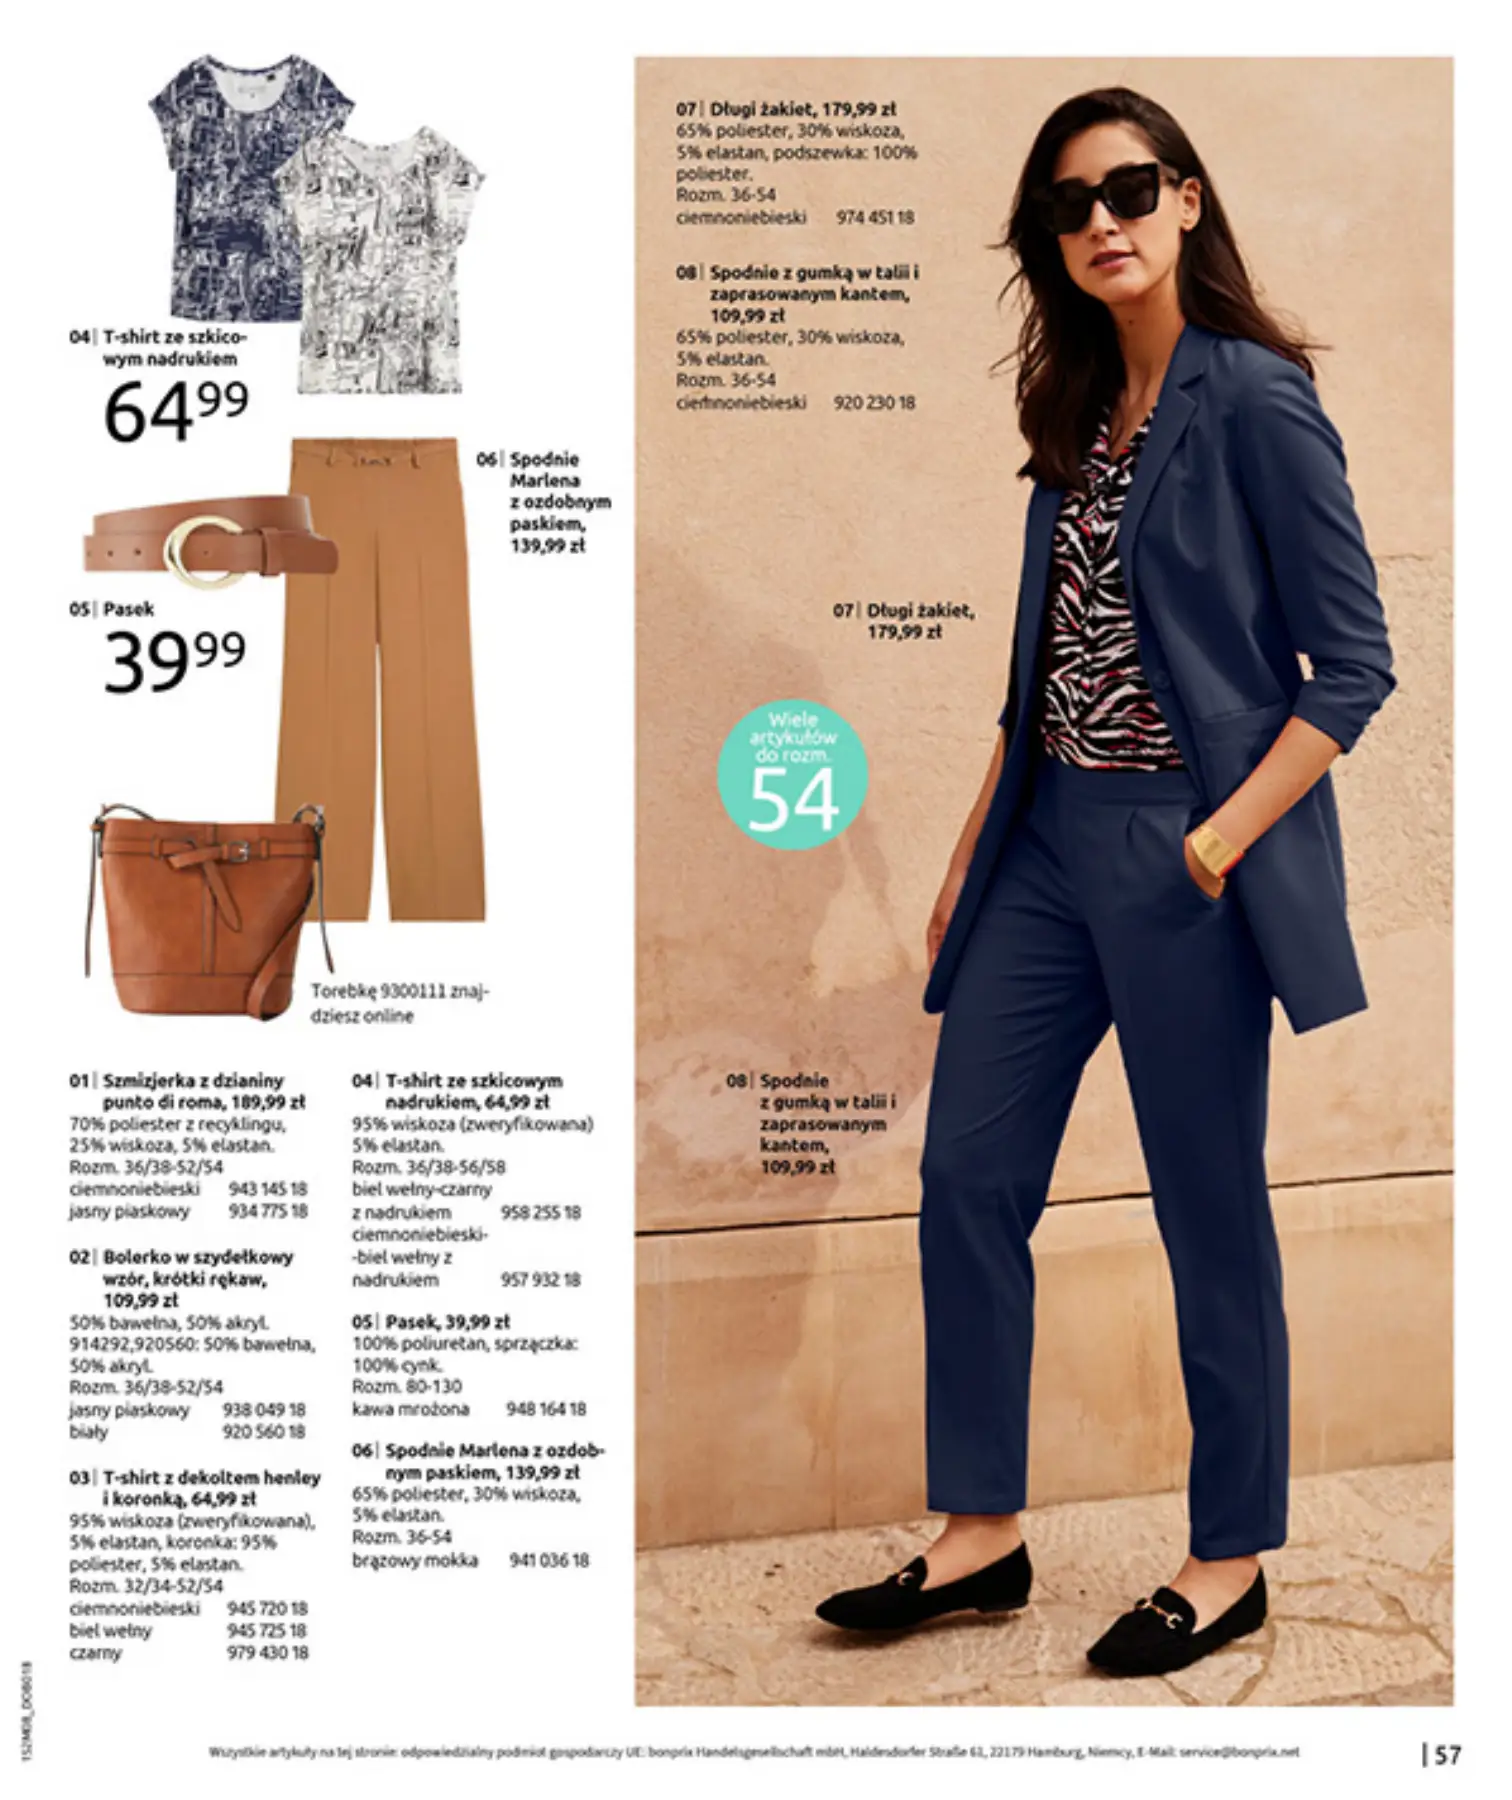 04| T-shirt ze szkico-
wym nadrukiem
64 99
05| Pasek
39 99
06| Spodnie
Marlena
z ozdobnym
paskiem,
139,99 zł
Torebkę 9300111 znaj-
dziesz online
01| Szmizjerka z dzianiny
punto di roma, 189,99 zł
70% poliester z recyklingu,
25% wiskoza, 5% elastan.
Rozm. 36/38-52/54
ciemnoniebieski 943 145 18
jasny piaskowy 934 775 18
02| Bolerko w szydełkowy
wzór, krótki rękaw,
109,99 zł
50% bawełna, 50% akryl.
914292,920560: 50% bawełna,
50% akryl.
Rozm. 36/38-52/54
jasny piaskowy 938 049 18
biały 920 560 18
03| T-shirt z dekoltem henley
i koronką, 64,99 zł
95% wiskoza (zweryfikowana),
5% elastan, koronka: 95%
poliester, 5% elastan.
Rozm. 32/34-52/54
ciemnoniebieski 945 720 18
biel wełny 945 725 18
czarny 979 430 18
04| T-shirt ze szkicowym
nadrukiem, 64,99 zł
95% wiskoza (zweryfikowana)
5% elastan.
Rozm. 36/38-56/58
biel wełny-czarny
z nadrukiem 958 255 18
ciemnoniebieski-
-biel wełny z
nadrukiem 957 932 18
05| Pasek, 39,99 zł
100% poliuretan, sprzączka:
100% cynk.
Rozm. 80-130
kawa mrożona 948 164 18
06| Spodnie Marlena z ozdob-
nym paskiem, 139,99 zł
65% poliester, 30% wiskoza,
5% elastan.
Rozm. 36-54
brązowy mokka 941 036 18
07| Długi żakiet, 179,99 zł
65% poliester, 30% wiskoza,
5% elastan, podszewka: 100%
poliester.
Rozm. 36-54
ciemnoniebieski 974 451 18
08| Spodnie z gumką w talii i
zaprasowanym kantem,
109,99 zł
65% poliester, 30% wiskoza,
5% elastan.
Rozm. 36-54
ciemnoniebieski 920 230 18
07| Długi żakiet,
179,99 zł
Wiele
artykułów
do rozm.
54
08| Spodnie
z gumką w talii i
zaprasowanym
kantem,
109,99 zł
152M08_DOB018
Wszystkie artykuły na tej stronie: odpowiedzialny podmiot gospodarczy UE: bonprix Handelsgesellschaft mbH, Haldesdorfer Straße 61, 22179 Hamburg, Niemcy, E-Mail: service@bonprix.net
| 57